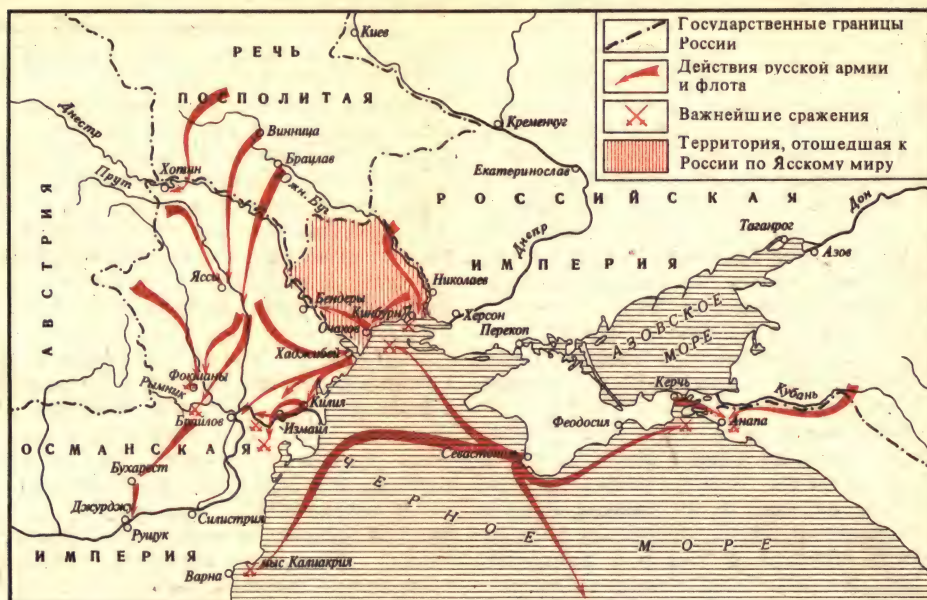 Государственные границы
России
Действия русской армии
и флота
Важнейшие сражения
Территория, отошедшая к
России по Ясскому миру
Киев
РЕЧЬ
ПОСПОЛИТАЯ
Днестр
Винница
Кременчуг
Хотин
Брацлав
Екатеринослав
Прут
жн. Буг
РОССИЙСКАЯ
Дон
Таганрог
Азов
АВСТРИЯ
Днепр
ИМПЕРИЯ
Яссы
Николаев
Бендеры
Кинбурн
Херсон
Очаков
Перекоп
АЗОВСКОЕ
МОРЕ
Хаджибей
Фокшаны
Рымник
Килия
Керчь
Кубань
Браилов
Измаил
Феодосия
Анапа
ОСМАНСКАЯ
Севастополь
Бухарест
Джурджу
Силистрия
Рущук
ЧЕРНОЕ
МОРЕ
ИМПЕРИЯ
Варна
мыс Калиакрия